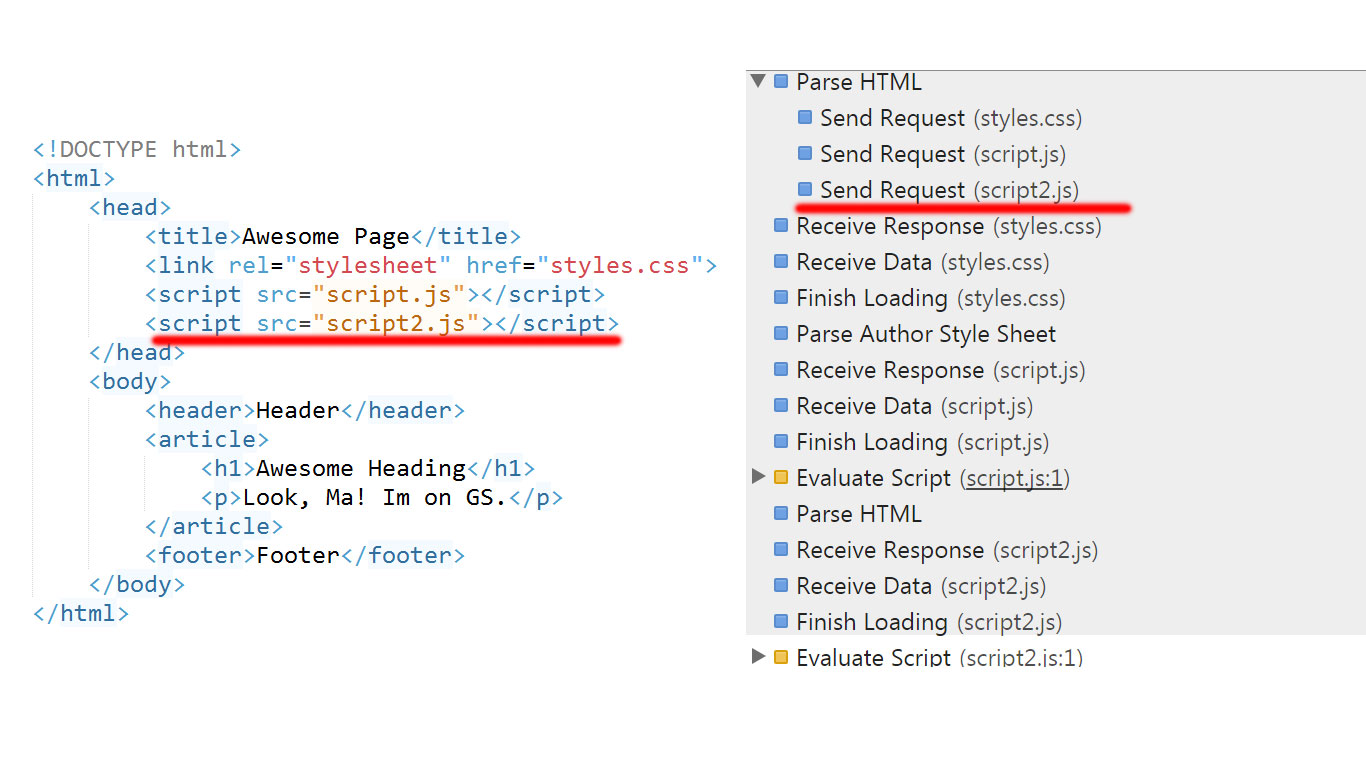 <!DOCTYPE html>
<html>
<head>
<title>Awesome Page</title>
<link rel="stylesheet" href="styles.css">
<script src="script.js"></script>
<script src="script2.js"></script>
</head>
<body>
<header>Header</header>
<article>
<h1>Awesome Heading</h1>
<p>Look, Ma! Im on GS.</p>
</article>
<footer>Footer</footer>
</body>
</html>
Parse HTML
Send Request (styles.css)
Send Request (script.js)
Send Request (script2.js)
Receive Response (styles.css)
Receive Data (styles.css)
Finish Loading (styles.css)
Parse Author Style Sheet
Receive Response (script.js)
Receive Data (script.js)
Finish Loading (script.js)
Evaluate Script (script.js:1)
Parse HTML
Receive Response (script2.js)
Receive Data (script2.js)
Finish Loading (script2.js)
Evaluate Script (script2.js:1)